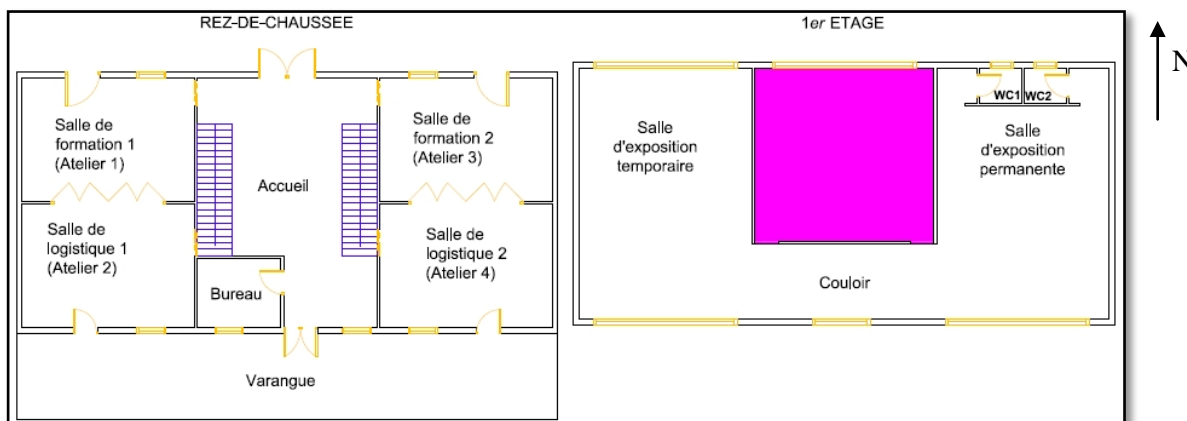 REZ-DE-CHAUSSEE
Salle de
formation 1
(Atelier 1)
Salle de
formation 2
(Atelier 3)
Accueil
Salle de
logistique 1
(Atelier 2)
Salle de
logistique 2
(Atelier 4)
Bureau
Varangue
1er ETAGE
WC1
WC2
Salle
d'exposition
temporaire
Salle
d'exposition
permanente
Couloir
N